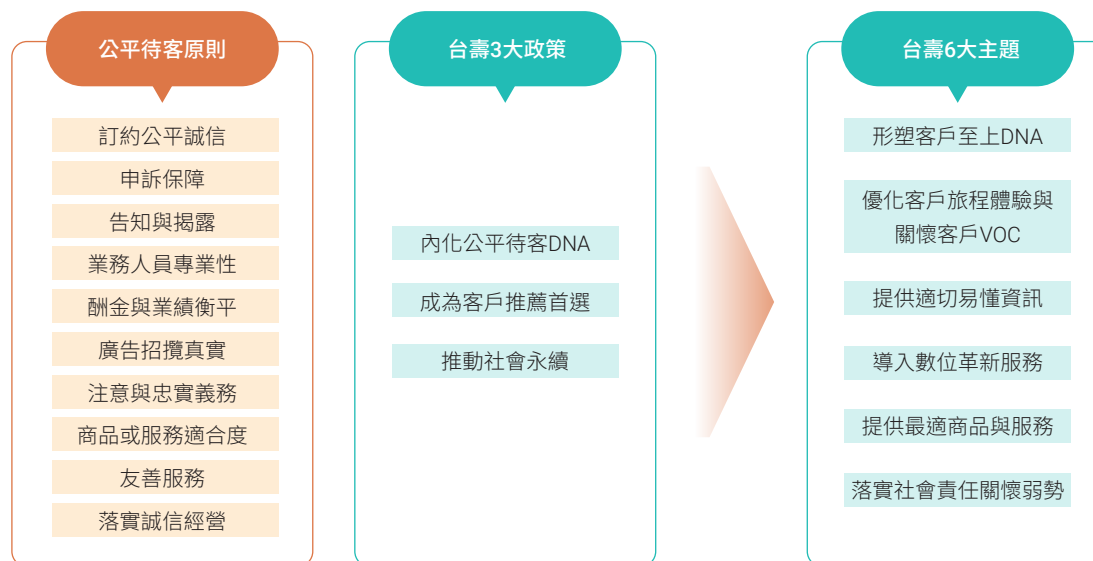 公平待客原則
訂約公平誠信
申訴保障
告知與揭露
業務人員專業性
酬金與業績衡平
廣告招攬真實
注意與忠實義務
商品或服務適合度
友善服務
落實誠信經營
台壽3大政策
內化公平待客DNA
成為客戶推薦首選
推動社會永續
台壽6大主題
形塑客戶至上DNA
優化客戶旅程體驗與
關懷客戶VOC
提供適切易懂資訊
導入數位革新服務
提供最適商品與服務
落實社會責任關懷弱勢